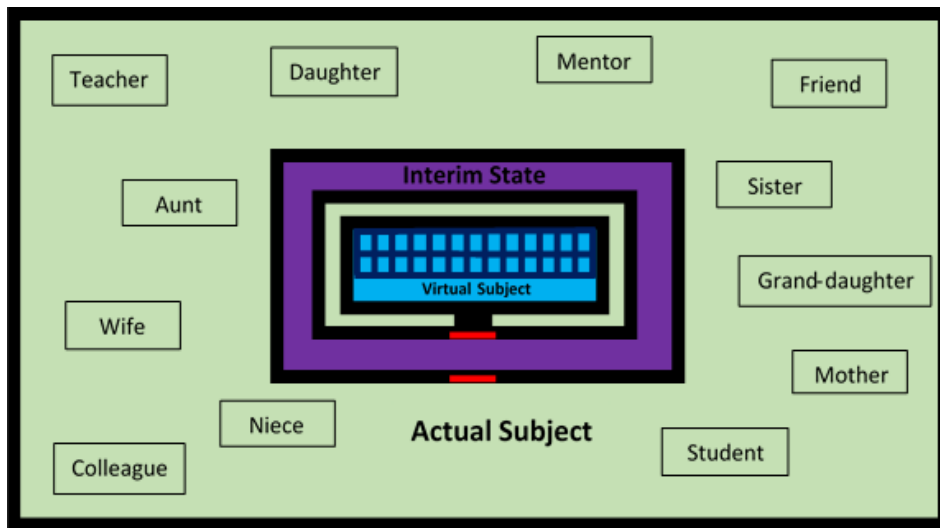 Teacher
Daughter
Mentor
Friend
Aunt
Interim State
Sister
Virtual Subject
Grand-daughter
Wife
Mother
Niece
Actual Subject
Student
Colleague